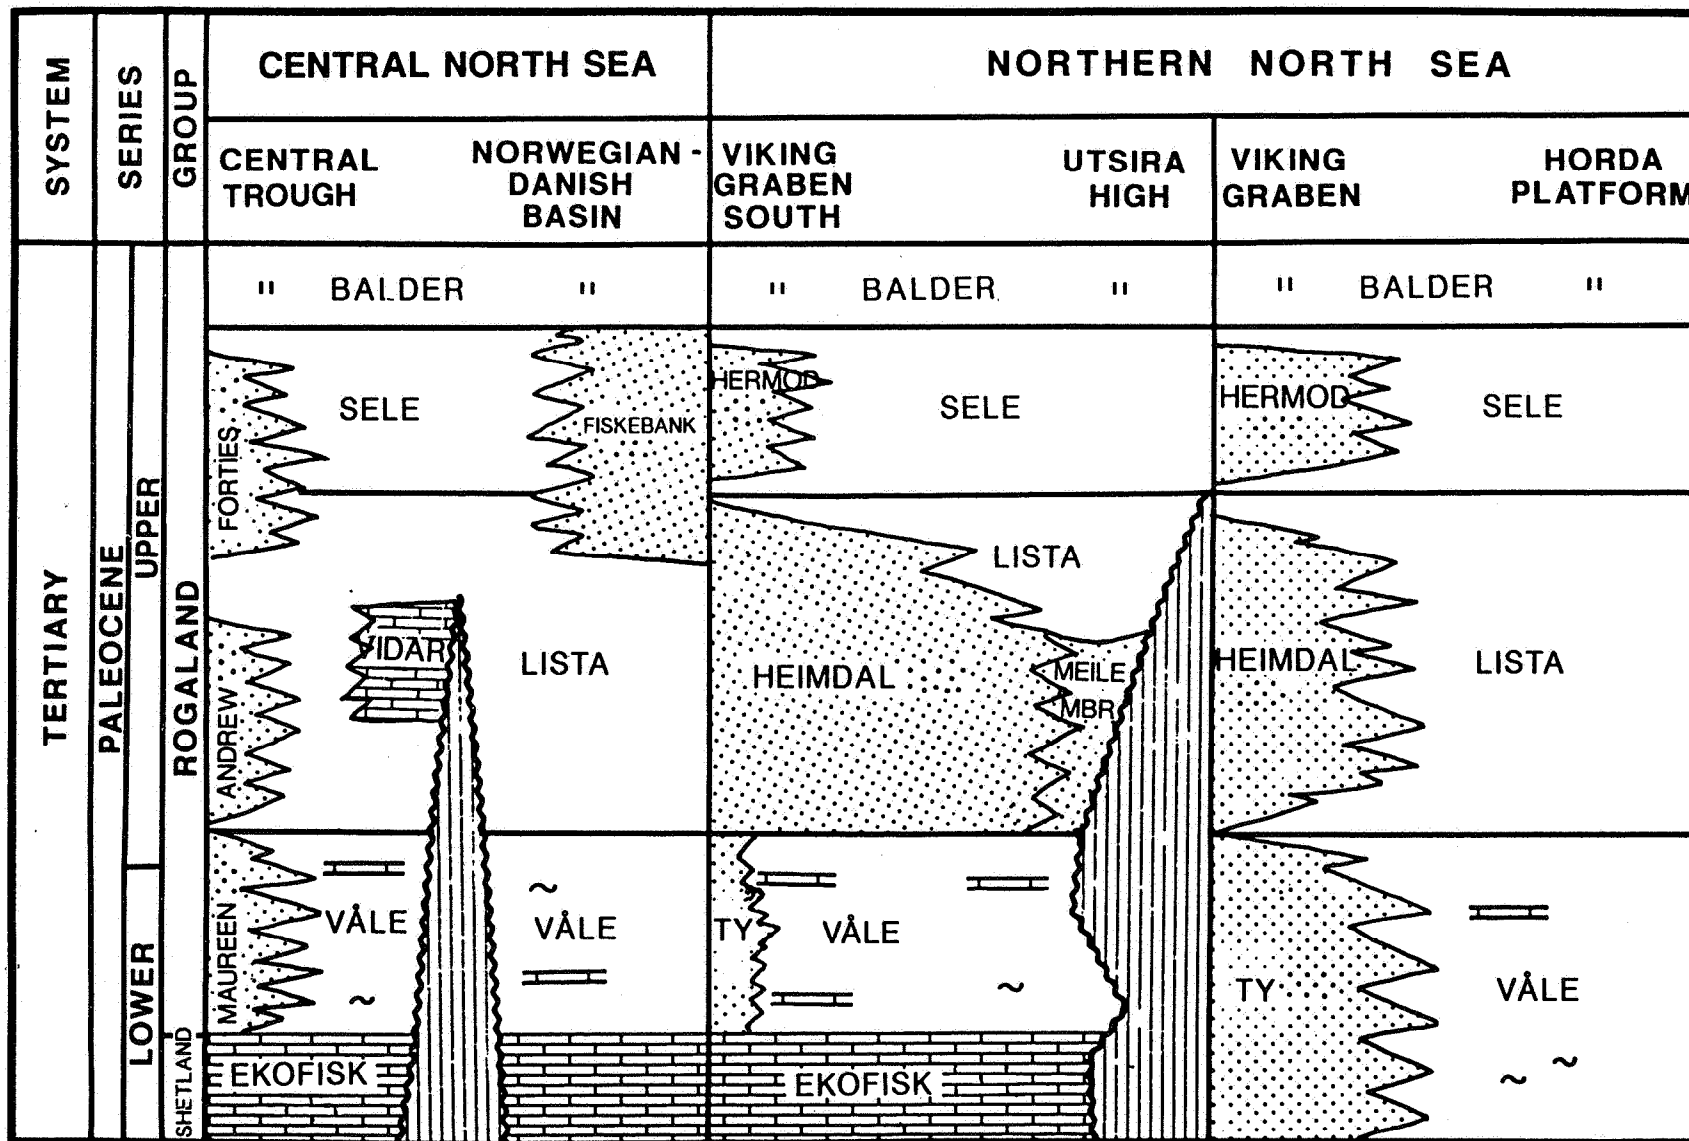 SYSTEM
SERIES
GROUP
CENTRAL NORTH SEA
NORTHERN NORTH SEA
CENTRAL
TROUGH
NORWEGIAN -
DANISH
BASIN
VIKING
GRABEN
SOUTH
UTSIRA
HIGH
VIKING
GRABEN
HORDA
PLATFORM
TERTIARY
PALEOCENE
UPPER
LOWER
ROGALAND
SHETLAND
" BALDER "
" BALDER "
" BALDER "
FORTIES
SELE
FISKEBANK
HERMOD
SELE
HERMOD
SELE
ANDREW
VIDAR
LISTA
HEIMDAL
LISTA
MEILE
MBR
HEIMDAL
LISTA
MAUREEN
VÅLE
VÅLE
TY
VÅLE
TY
VÅLE
EKOFISK
EKOFISK